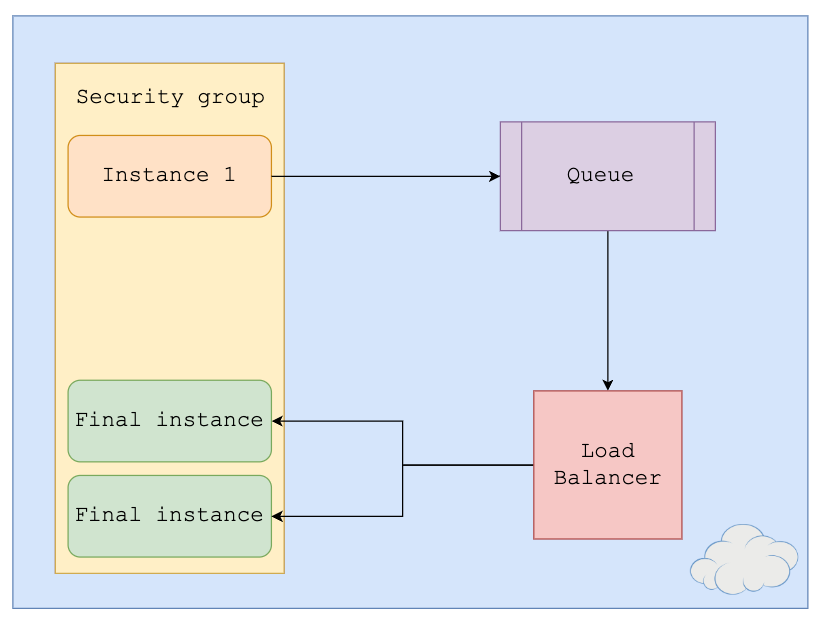 Security group
Instance 1
Queue
Final instance
Load
Balancer
Final instance